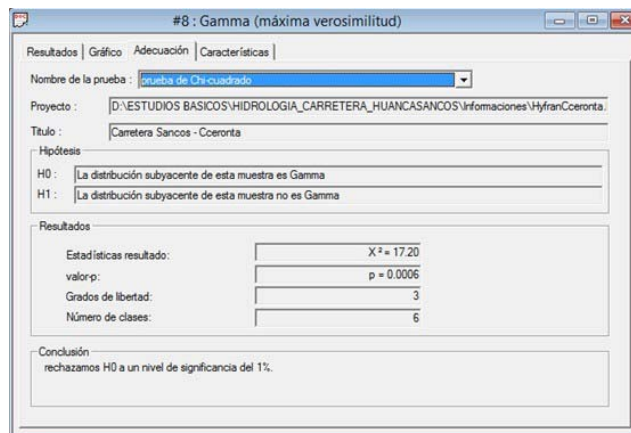 #8 : Gamma (máxima verosimilitud)
Resultados Gráfico Adecuación Características
Nombre de la prueba : prueba de Chi-cuadrado
Proyecto : D:\ESTUDIOS BASICOS\HIDROLOGIA_CARRETERA_HUANCASANCOS\Informaciones\HyfranCceronta.
Titulo : Carretera Sancos - Cceronta
Hipótesis
H0 : La distribución subyacente de esta muestra es Gamma
H1 : La distribución subyacente de esta muestra no es Gamma
Resultados
Estadísticas resultado: X² = 17.20
valor-p: p = 0.0006
Grados de libertad: 3
Número de clases: 6
Conclusión
rechazamos H0 a un nivel de significancia del 1%.